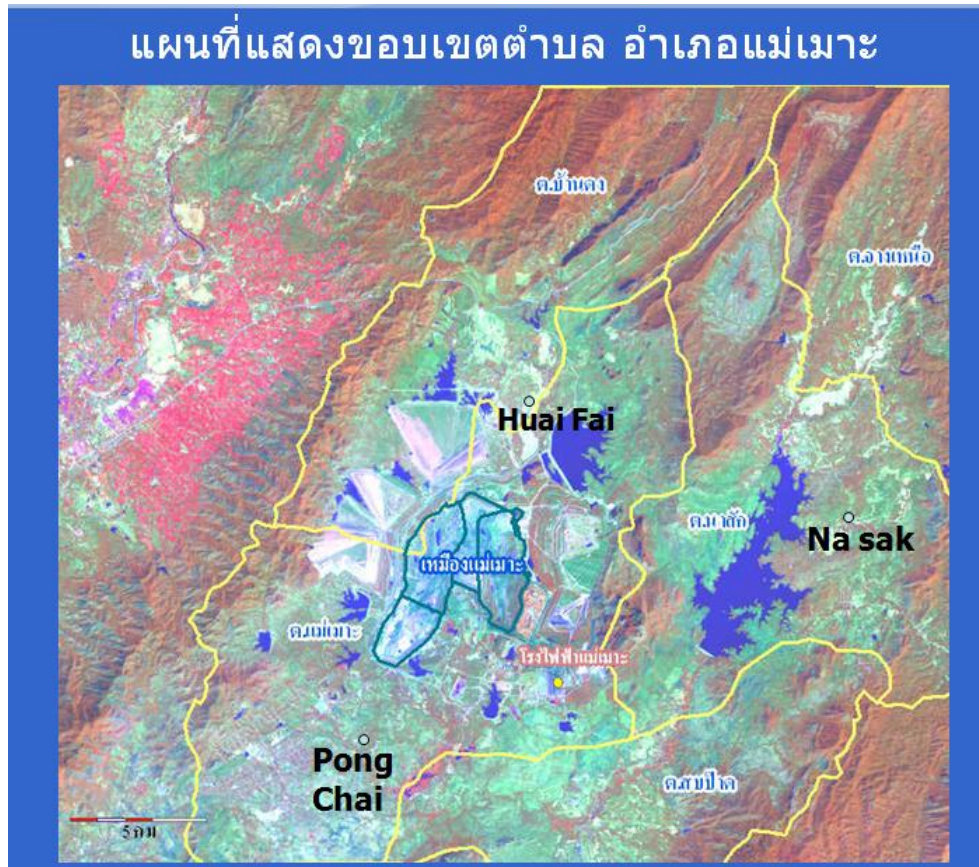 แผนที่แสดงขอบเขตตำบล อำเภอแม่เมาะ
ต.บ้านดง
ต.จางเหนือ
Huai Fai
ต.นาสัก
Na sak
เหมืองแม่เมาะ
ต.แม่เมาะ
โรงไฟฟ้าแม่เมาะ
Pong
Chai
ต.สบป้าด
5 กม